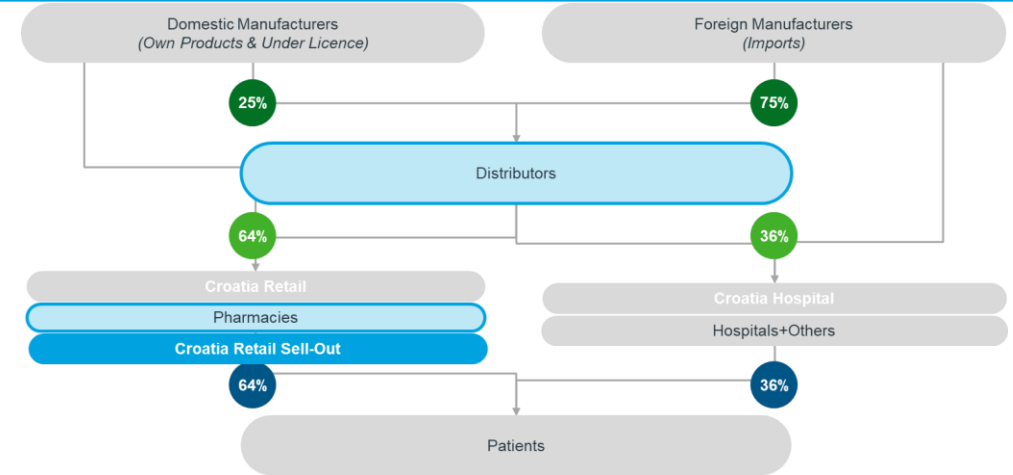 Domestic Manufacturers
(Own Products & Under Licence)
Foreign Manufacturers
(Imports)
25%
75%
Distributors
64%
36%
Croatia Retail
Pharmacies
Croatia Retail Sell-Out
Croatia Hospital
Hospitals+Others
64%
36%
Patients